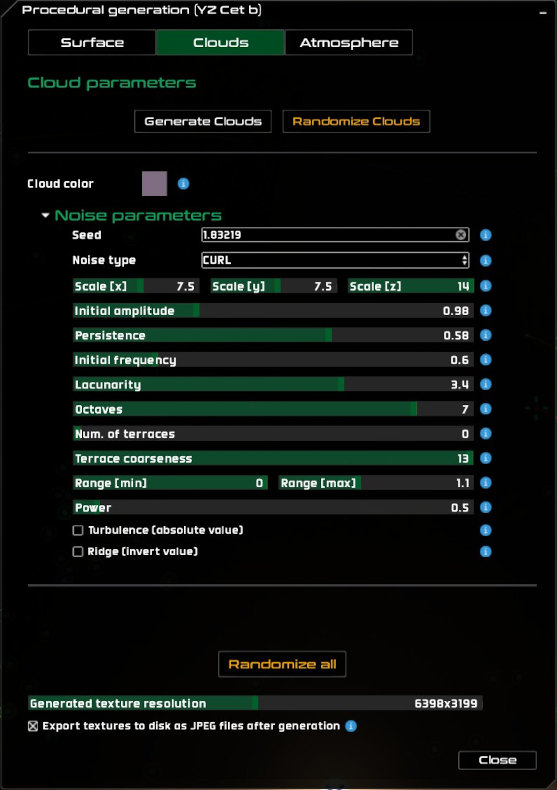 Procedural generation (YZ Cet b)
Surface Clouds Atmosphere
Cloud parameters
Generate Clouds Randomize Clouds
Cloud color
Noise parameters
Seed 1.83219
Noise type CURL
Scale [x] 7.5 Scale [y] 7.5 Scale [z] 14
Initial amplitude 0.98
Persistence 0.58
Initial frequency 0.6
Lacunarity 3.4
Octaves 7
Num. of terraces 0
Terrace coarseness 13
Range [min] 0 Range [max] 1.1
Power 0.5
Turbulence (absolute value)
Ridge (invert value)
Randomize all
Generated texture resolution 6398x3199
Export textures to disk as JPEG files after generation
Close